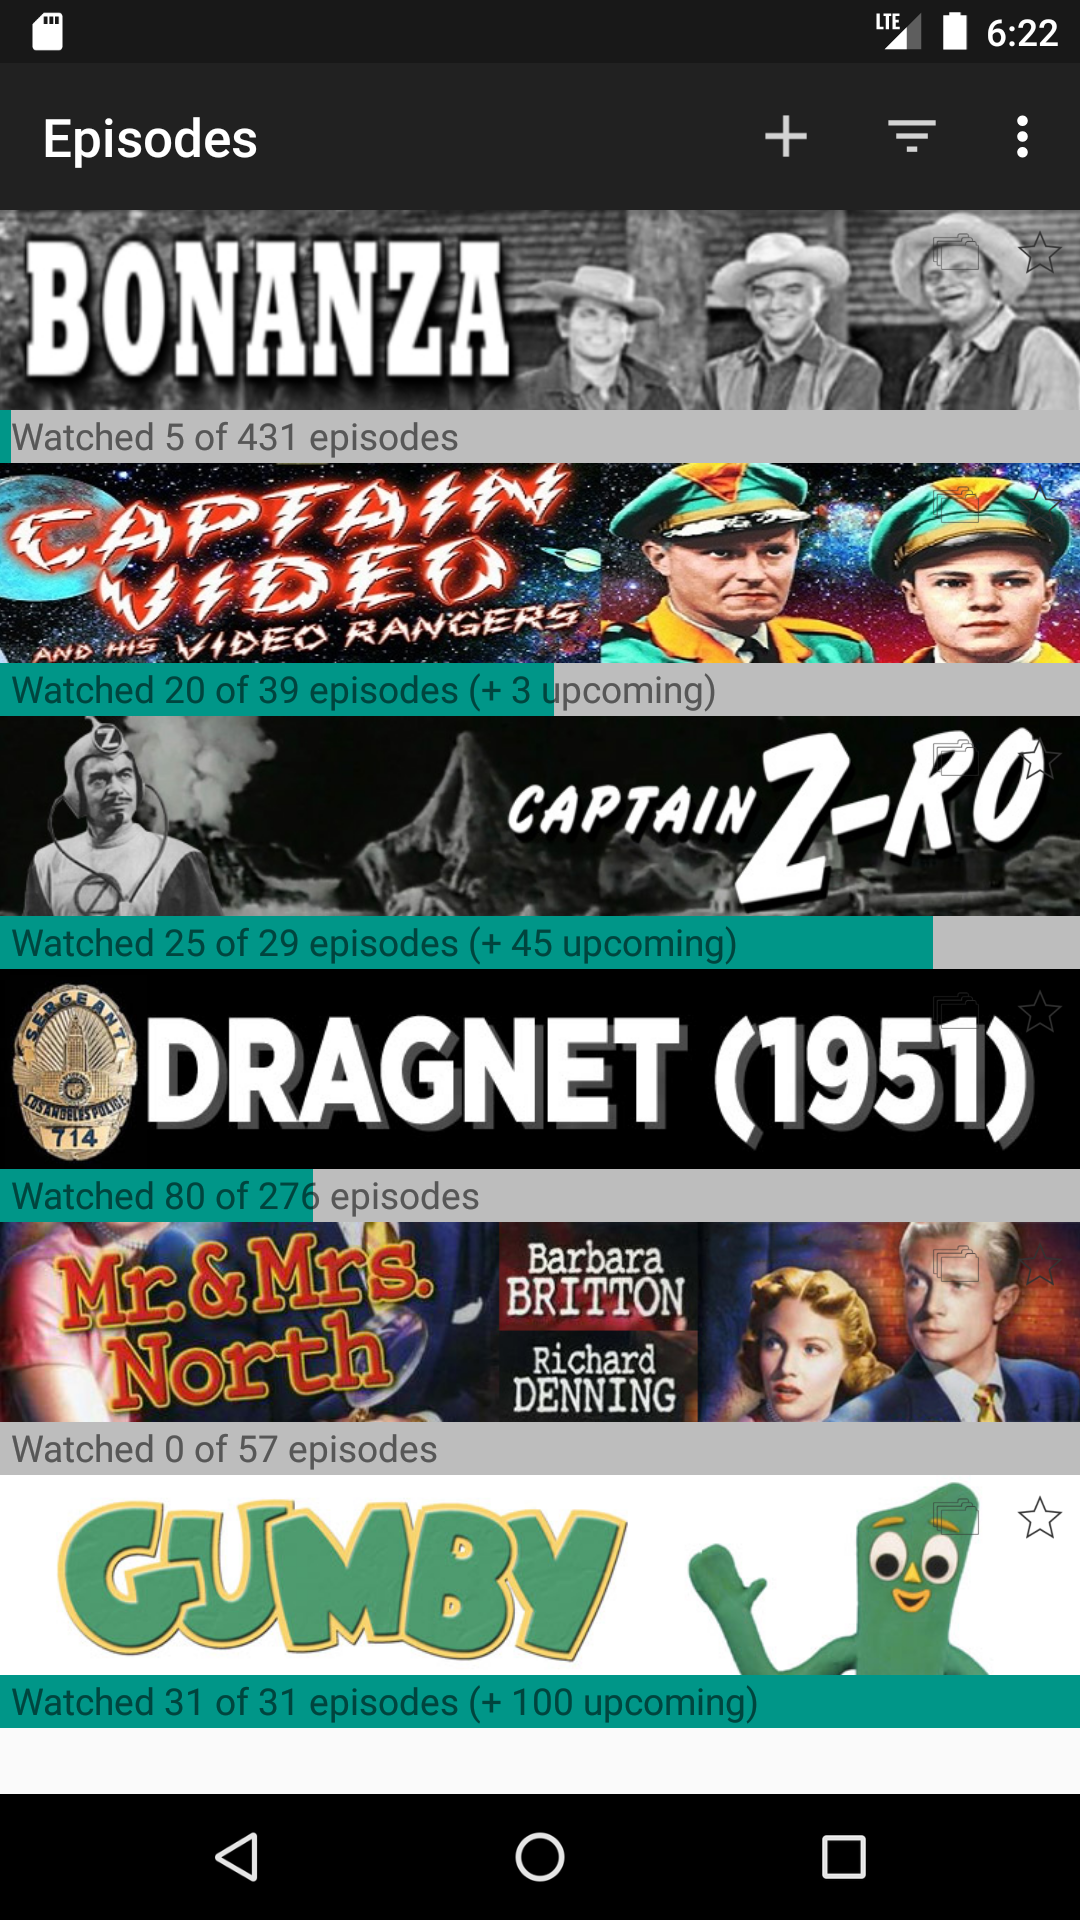 LTE 6:22
Episodes
BONANZA
Watched 5 of 431 episodes
CAPTAIN
VIDEO
AND HIS VIDEO RANGERS
Watched 20 of 39 episodes (+ 3 upcoming)
Z
CAPTAIN Z-RO
Z
Watched 25 of 29 episodes (+ 45 upcoming)
SERGEANT
DRAGNET (1951)
LOS ANGELES POLICE
714
Watched 80 of 276 episodes
Mr. & Mrs.
North
Barbara
BRITTON
Richard
DENNING
Watched 0 of 57 episodes
GUMBY
Watched 31 of 31 episodes (+ 100 upcoming)